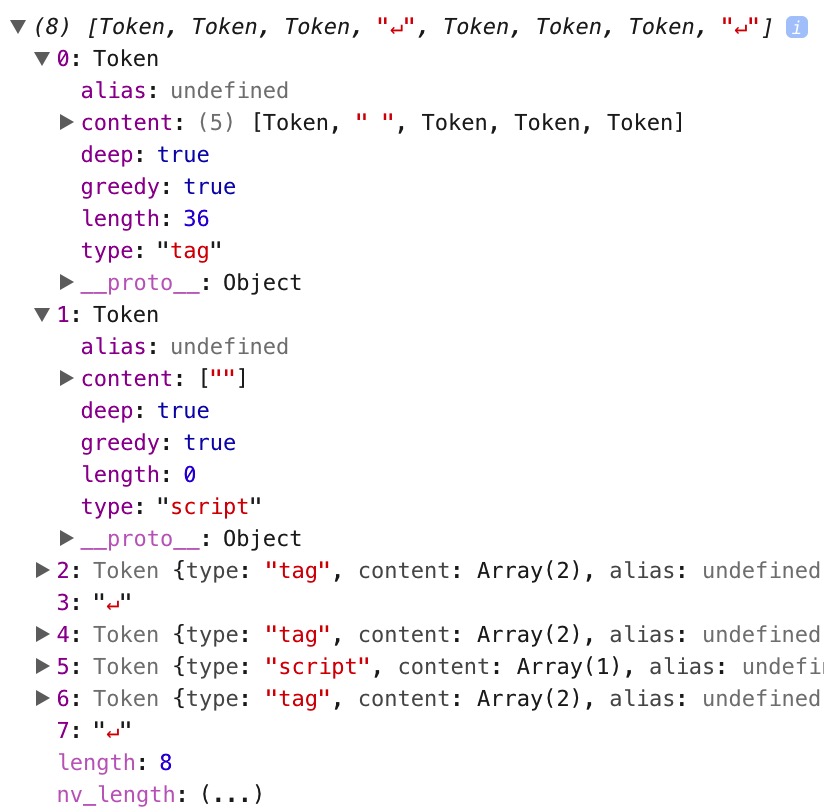 ▼(8) [Token, Token, Token, "↵", Token, Token, Token, "↵"] i
▼0: Token
alias: undefined
▶content: (5) [Token, " ", Token, Token, Token]
deep: true
greedy: true
length: 36
type: "tag"
▶__proto__: Object
▼1: Token
alias: undefined
▶content: [""]
deep: true
greedy: true
length: 0
type: "script"
▶__proto__: Object
▶2: Token {type: "tag", content: Array(2), alias: undefined
3: "↵"
▶4: Token {type: "tag", content: Array(2), alias: undefined
▶5: Token {type: "script", content: Array(1), alias: undefi
▶6: Token {type: "tag", content: Array(2), alias: undefined
7: "↵"
length: 8
nv_length: (...)